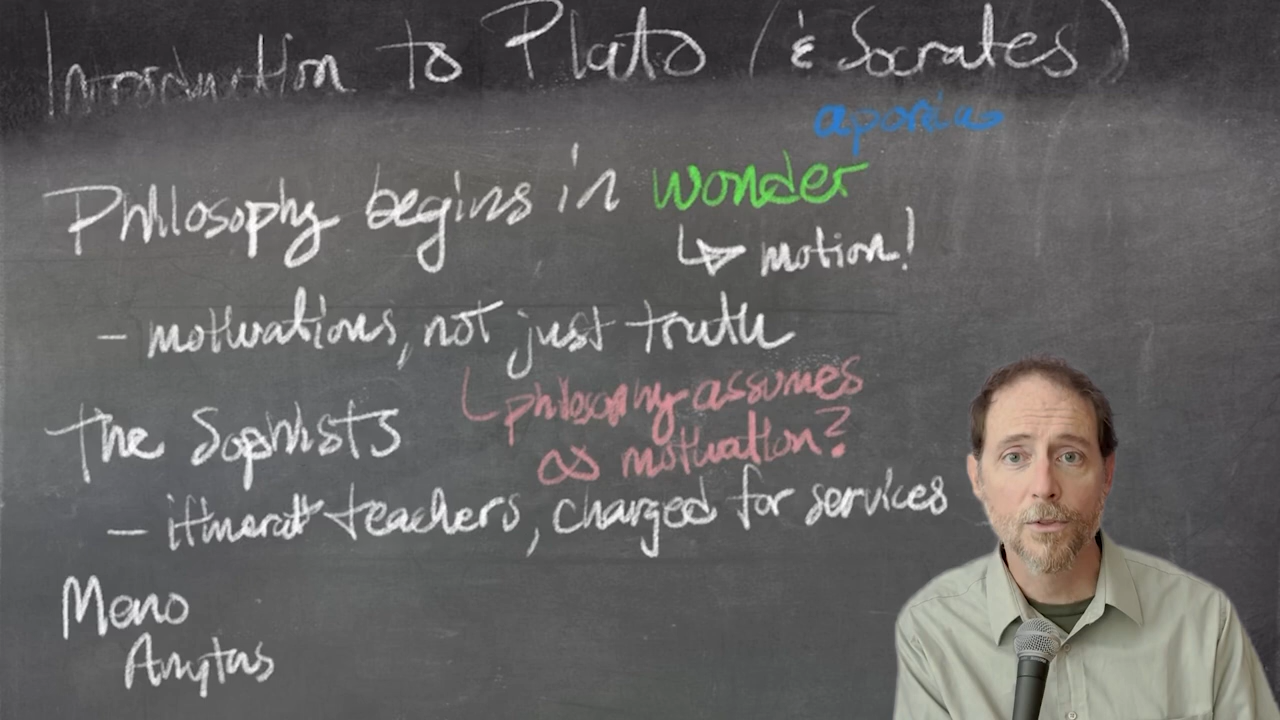 Introduction to Plato (& Socrates)
aporia
Philosophy begins in wonder
↳ motion!
- motivations, not just truth
philosophy assumes
a motivation?
The Sophists
- itinerant teachers, charged for services
Meno
Anytus